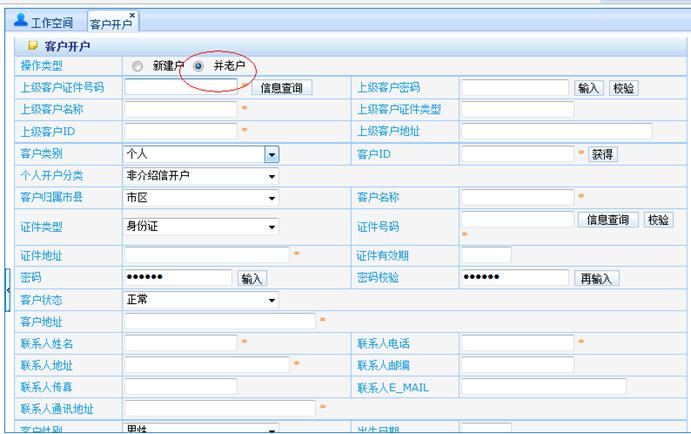 工作空间 客户开户
客户开户
操作类型 新建户 并老户
上级客户证件号码 * 信息查询 上级客户密码 输入 校验
上级客户名称 * 上级客户证件类型
上级客户ID * 上级客户地址
客户类别 个人 客户ID * 获得
个人开户分类 非介绍信开户
客户归属市县 市区 客户名称 *
证件类型 身份证 证件号码 信息查询 校验
*
证件地址 * 证件有效期
密码 ●●●●●● 输入 密码校验 ●●●●●● 再输入
客户状态 正常
客户地址 *
联系人姓名 * 联系人电话 *
联系人地址 * 联系人邮编
联系人传真 联系人E_MAIL
联系人通讯地址 *
客户性别 男性 出生日期